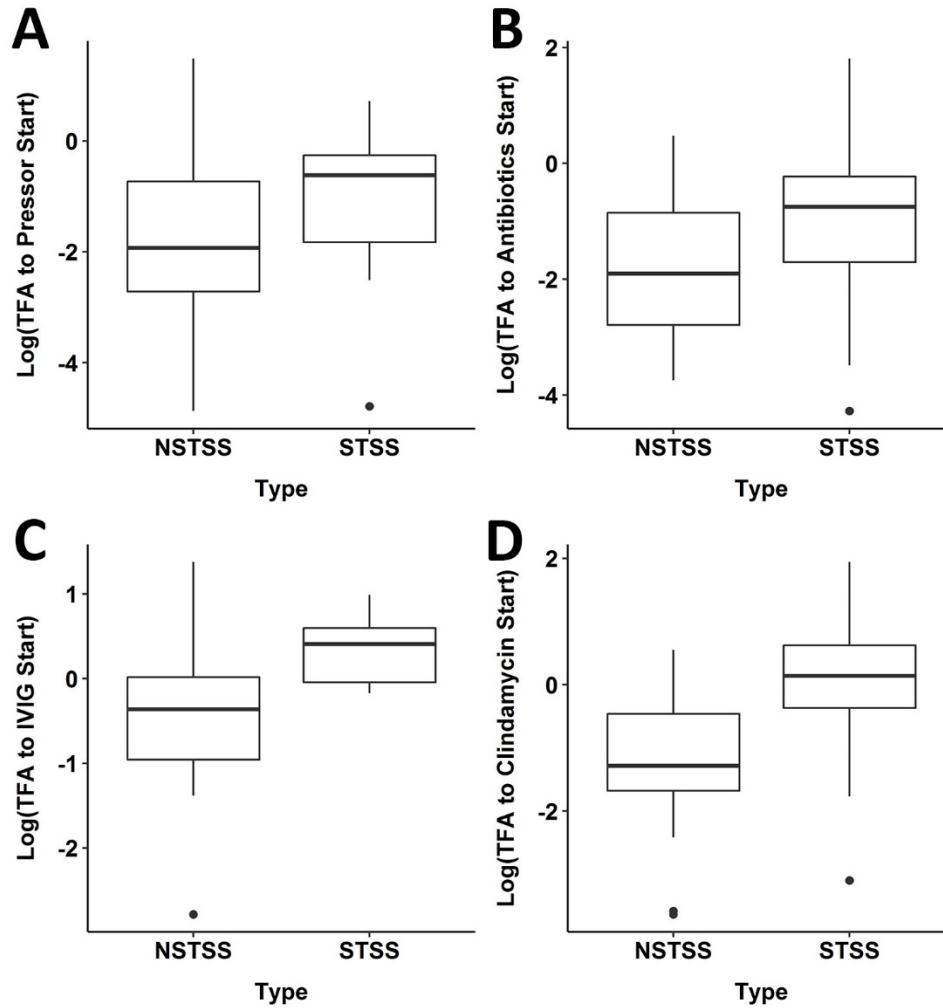 A
Log(TFA to Pressor Start)
0
-2
-4
NSTSS STSS
Type
B
Log(TFA to Antibiotics Start)
2
0
-2
-4
NSTSS STSS
Type
C
Log(TFA to IVIG Start)
1
0
-1
-2
NSTSS STSS
Type
D
Log(TFA to Clindamycin Start)
2
0
-2
NSTSS STSS
Type